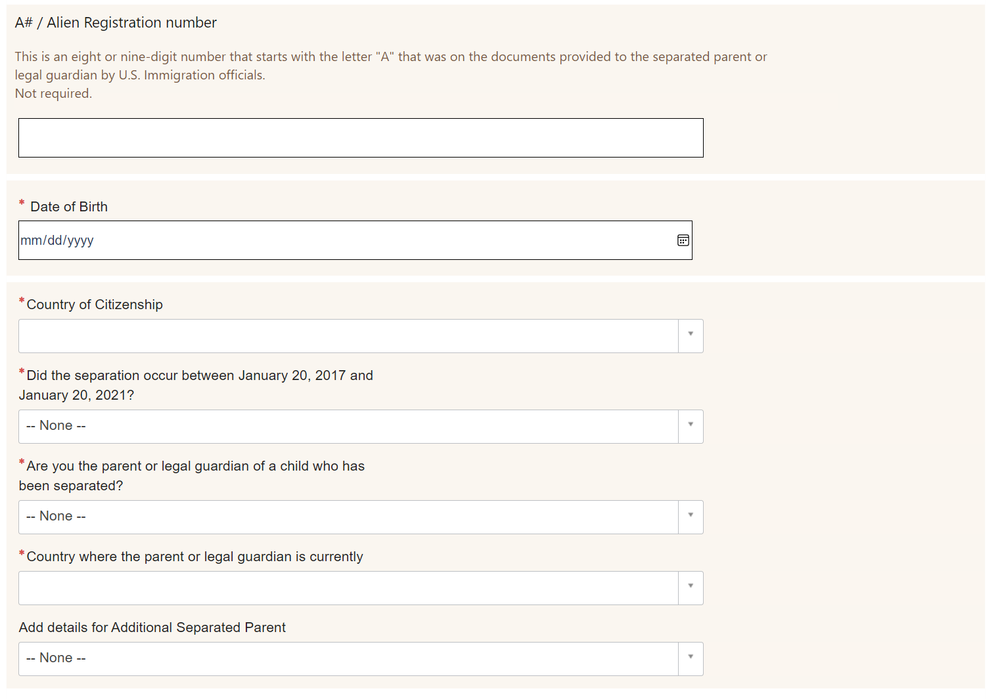 A# / Alien Registration number
This is an eight or nine-digit number that starts with the letter "A" that was on the documents provided to the separated parent or
legal guardian by U.S. Immigration officials.
Not required.
* Date of Birth
mm/dd/yyyy
*Country of Citizenship
*Did the separation occur between January 20, 2017 and
January 20, 2021?
-- None --
*Are you the parent or legal guardian of a child who has
been separated?
-- None --
*Country where the parent or legal guardian is currently
Add details for Additional Separated Parent
-- None --